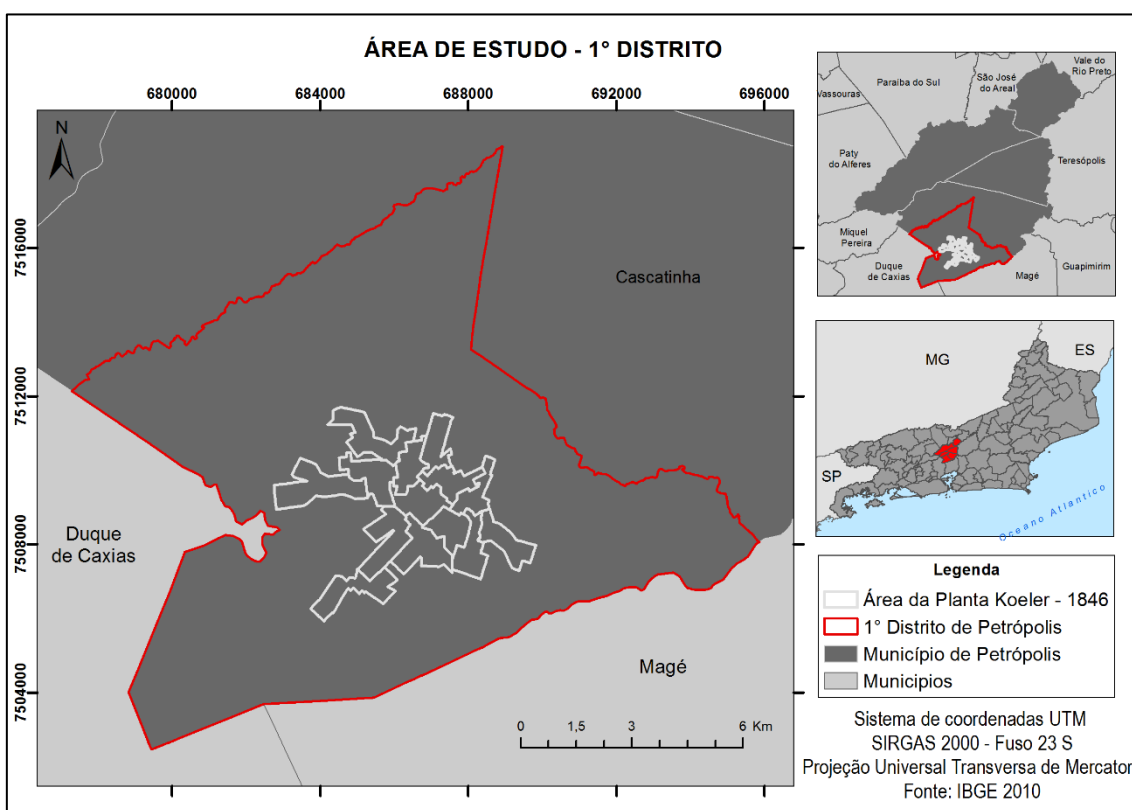 ÁREA DE ESTUDO - 1° DISTRITO
680000
684000
688000
692000
696000
N
7516000
7512000
7508000
7504000
Cascatinha
Duque
de Caxias
Magé
0
1,5
3
6 Km
Vale do
Rio Preto
São José
do Areal
Paraíba do Sul
Vassouras
Paty
do Alferes
Teresópolis
Miquel
Pereira
Duque
de Caxias
Magé
Guapimirim
MG
ES
SP
Oceano Atlantico
Legenda
Área da Planta Koeler - 1846
1° Distrito de Petrópolis
Município de Petrópolis
Municipios
Sistema de coordenadas UTM
SIRGAS 2000 - Fuso 23 S
Projeção Universal Transversa de Mercator
Fonte: IBGE 2010